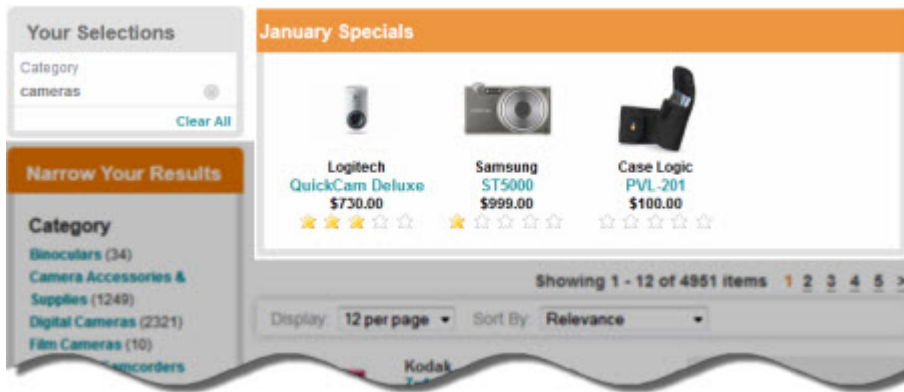 Your Selections
Category
cameras
Clear All
January Specials
Logitech
QuickCam Deluxe
$730.00
Samsung
ST5000
$999.00
Case Logic
PVL-201
$100.00
Narrow Your Results
Category
Binoculars (34)
Camera Accessories &
Supplies (1249)
Digital Cameras (2321)
Film Cameras (10)
Camcorders
Showing 1 - 12 of 4951 items 1 2 3 4 5 >
Display: 12 per page Sort By: Relevance
Kodak